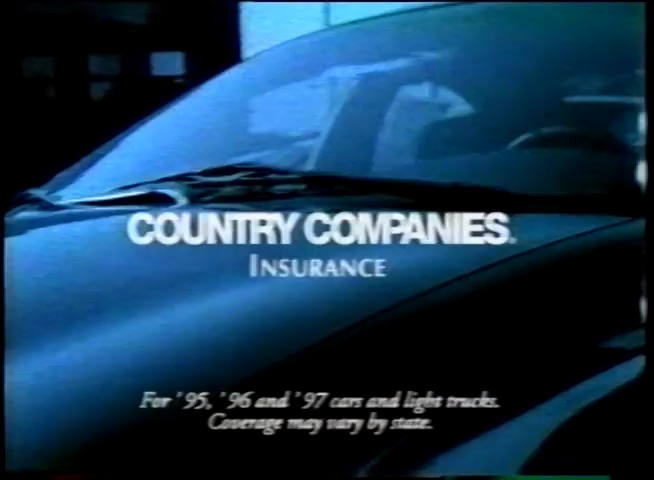 COUNTRY COMPANIES®
INSURANCE
For '95, '96 and '97 cars and light trucks.
Coverage may vary by state.